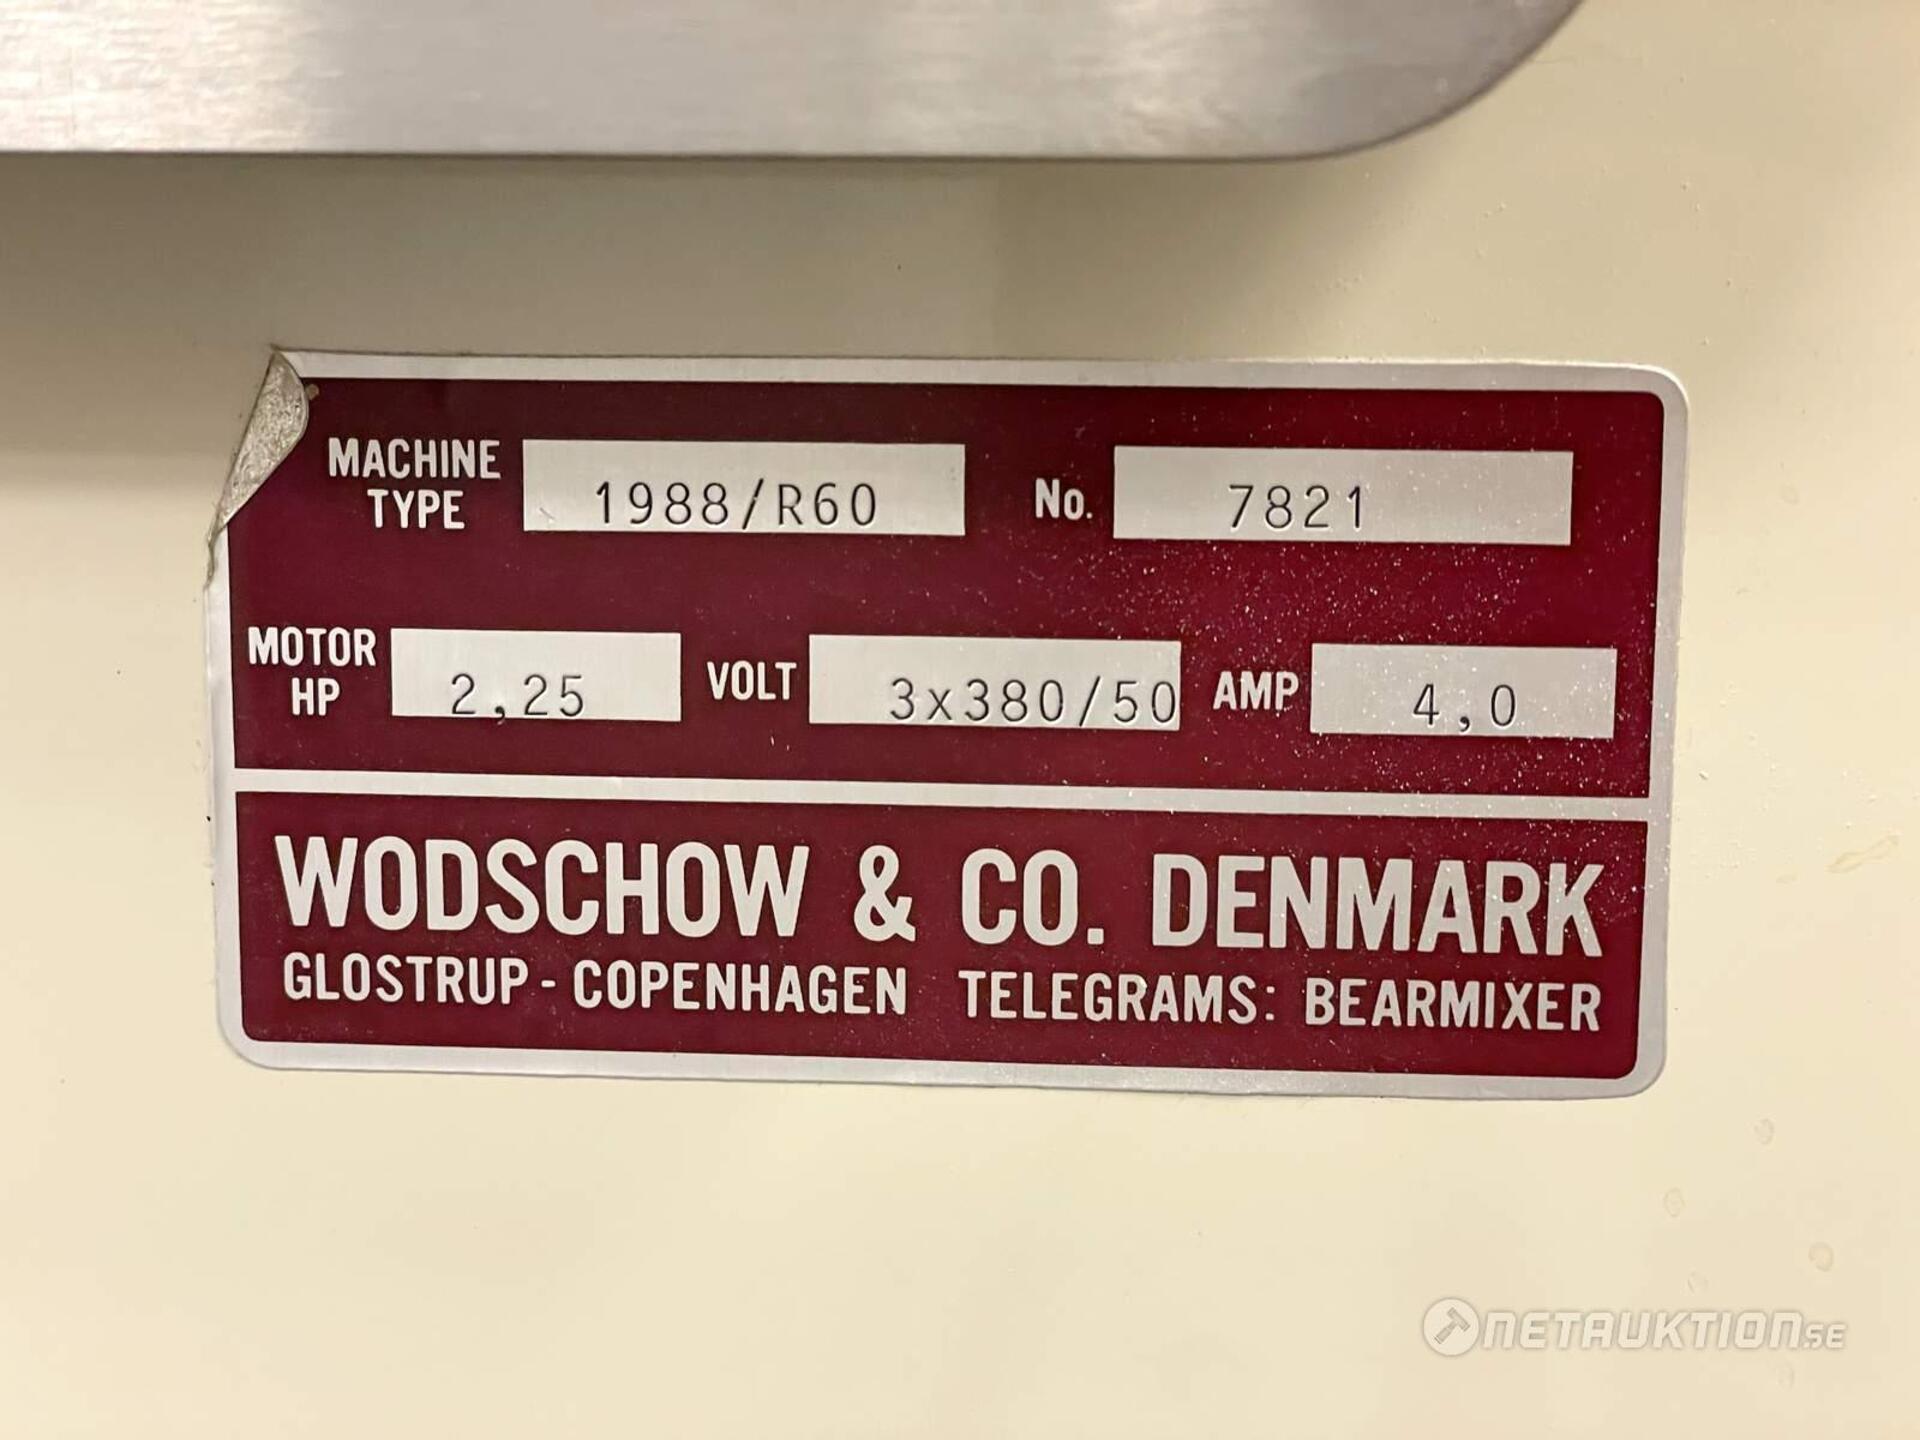 MACHINE TYPE 1988/R60 No. 7821
MOTOR HP 2,25 VOLT 3x380/50 AMP 4,0
WODSCHOW & CO. DENMARK
GLOSTRUP - COPENHAGEN TELEGRAMS: BEARMIXER
NETAUKTION.SE